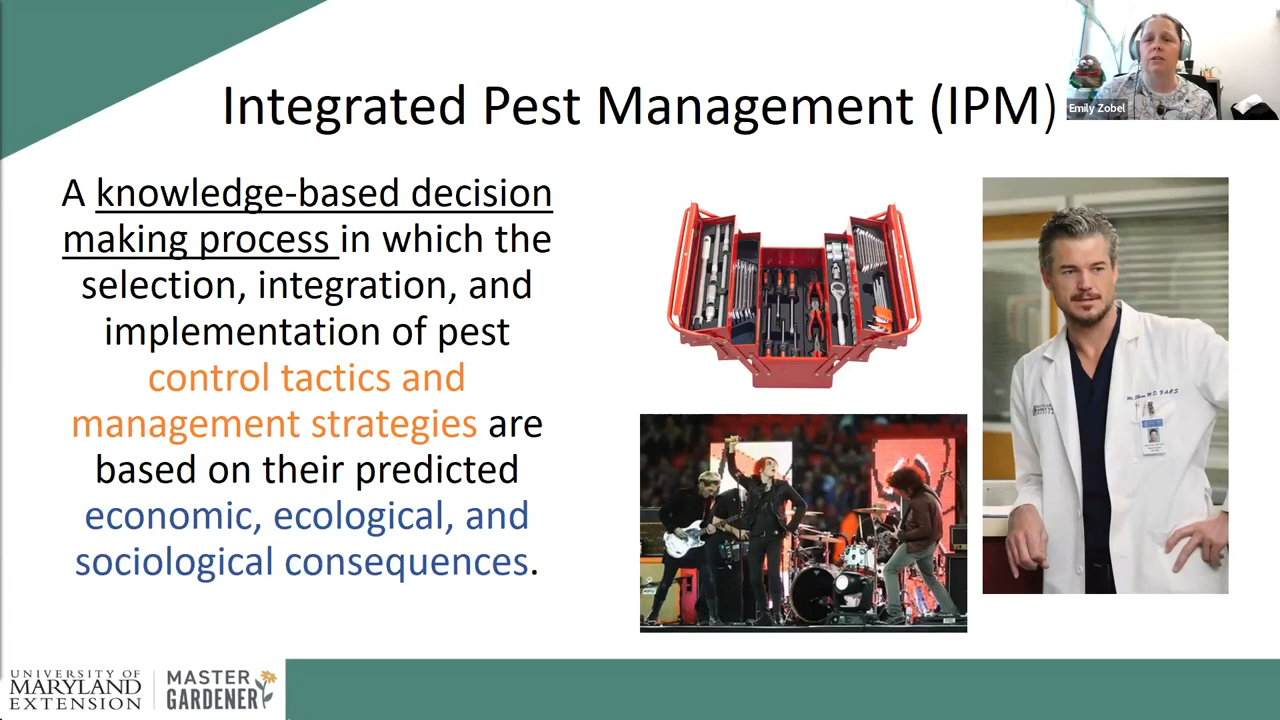 Integrated Pest Management (IPM)
Emily Zobel
A knowledge-based decision
making process in which the
selection, integration, and
implementation of pest
control tactics and
management strategies are
based on their predicted
economic, ecological, and
sociological consequences.
UNIVERSITY OF
MARYLAND
EXTENSION
MASTER
GARDENER